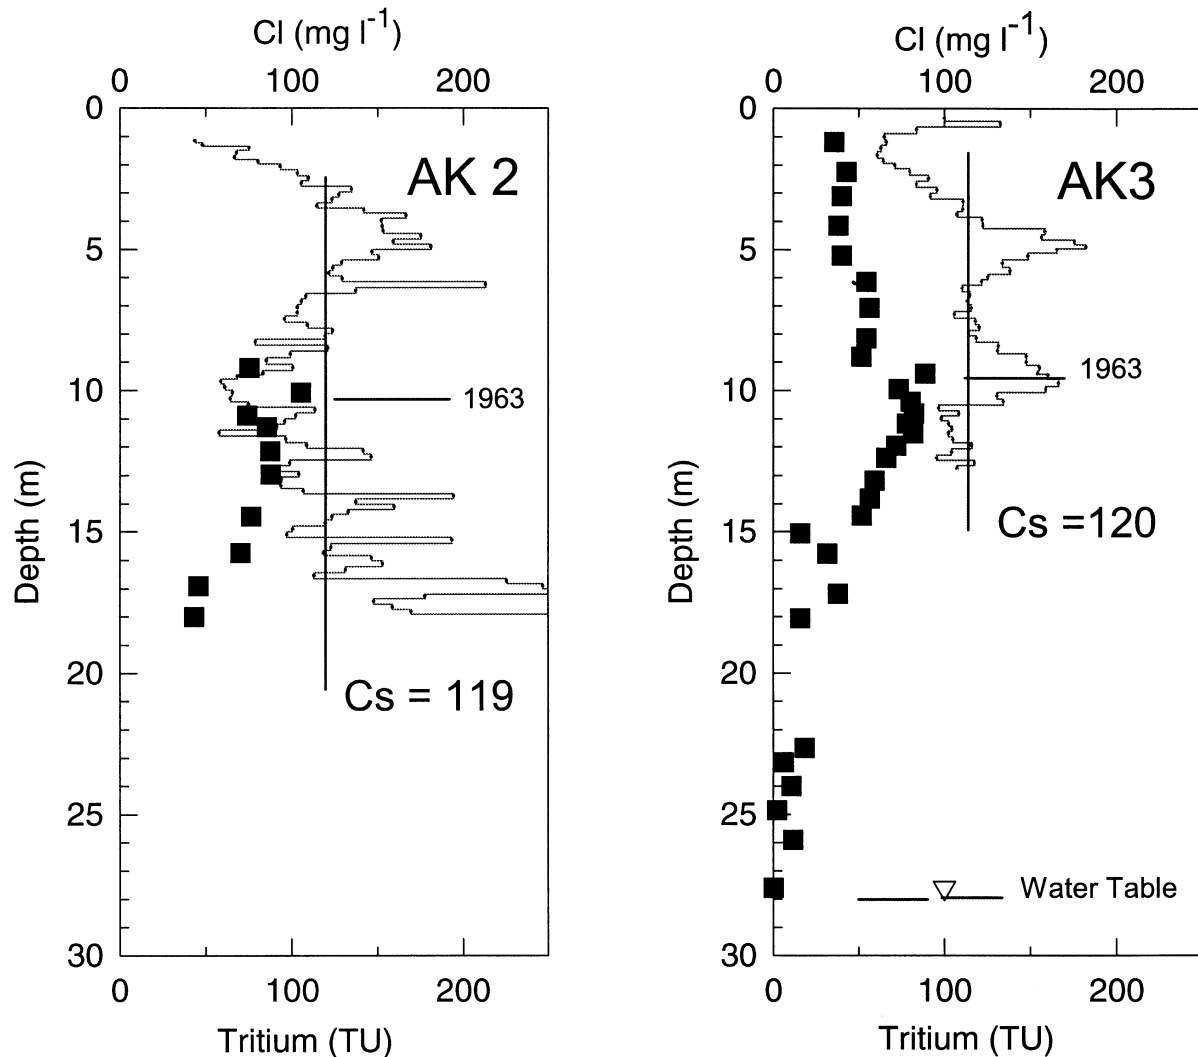 Cl (mg l-1)
0 100 200
0
5
10
15
20
25
30
Depth (m)
AK 2
1963
Cs = 119
0 100 200
Tritium (TU)
Cl (mg l-1)
0 100 200
0
5
10
15
20
25
30
Depth (m)
AK3
1963
Cs =120
Water Table
0 100 200
Tritium (TU)